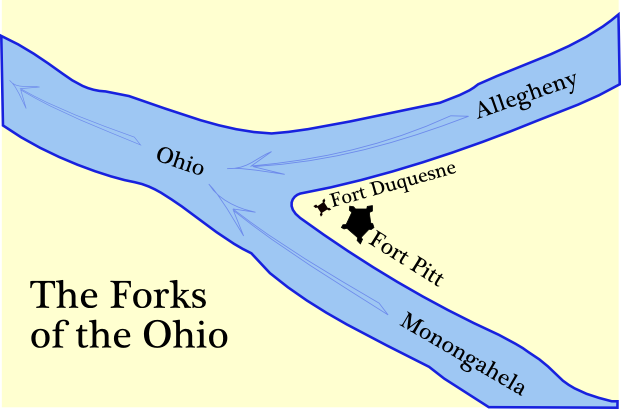 Allegheny
Ohio
Fort Duquesne
Fort Pitt
The Forks
of the Ohio
Monongahela